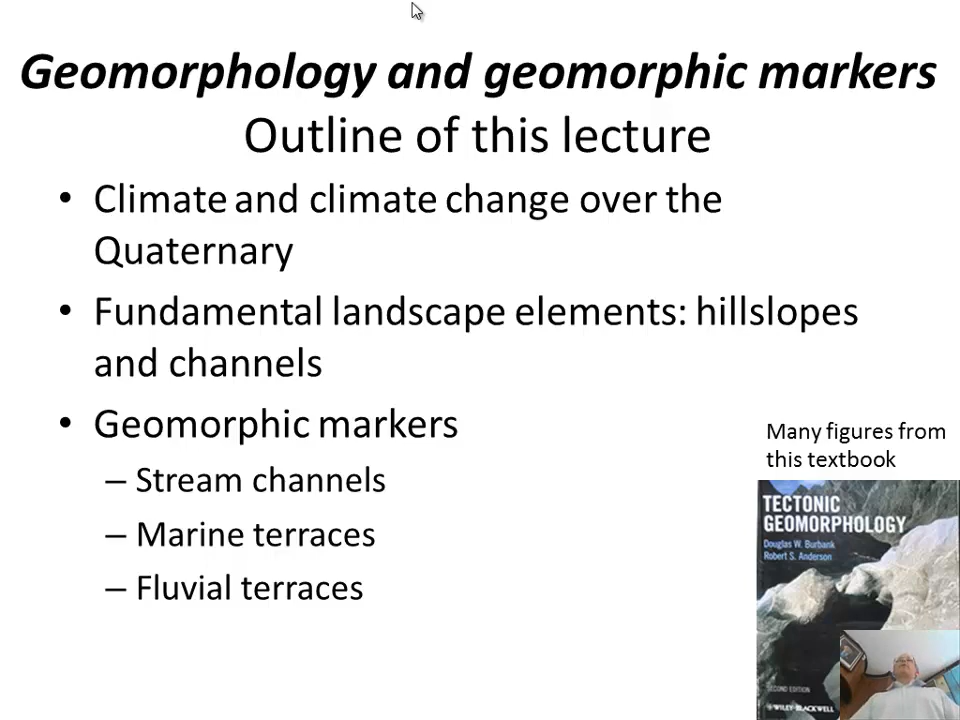 Geomorphology and geomorphic markers
Outline of this lecture
• Climate and climate change over the
Quaternary
• Fundamental landscape elements: hillslopes
and channels
• Geomorphic markers
– Stream channels
– Marine terraces
– Fluvial terraces
Many figures from
this textbook
TECTONIC
GEOMORPHOLOGY
Douglas W. Burbank
Robert S. Anderson
SECOND EDITION
WILEY-BLACKWELL